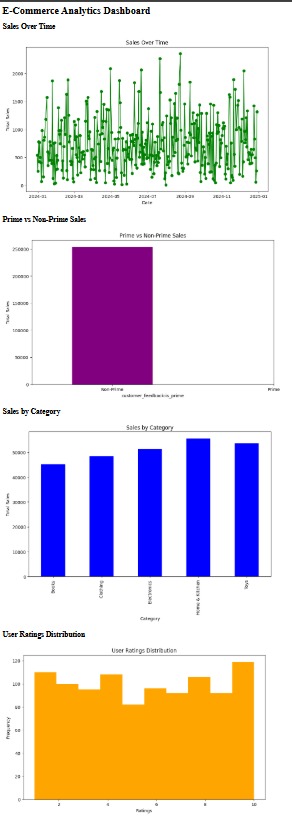 E-Commerce Analytics Dashboard
Sales Over Time
Sales Over Time
Total Sales
2000
1500
1000
500
0
2024-01 2024-03 2024-05 2024-07 2024-09 2024-11 2025-01
Date
Prime vs Non-Prime Sales
Prime vs Non-Prime Sales
Total Sales
250000
200000
150000
100000
50000
0
Non-Prime Prime
Sales by Category
Sales by Category
Total Sales
50000
40000
30000
20000
10000
0
Books Clothing Electronics Home & Kitchen Toys
Category
User Ratings Distribution
User Ratings Distribution
Frequency
120
100
80
60
40
20
0
2 4 6 8 10
Ratings